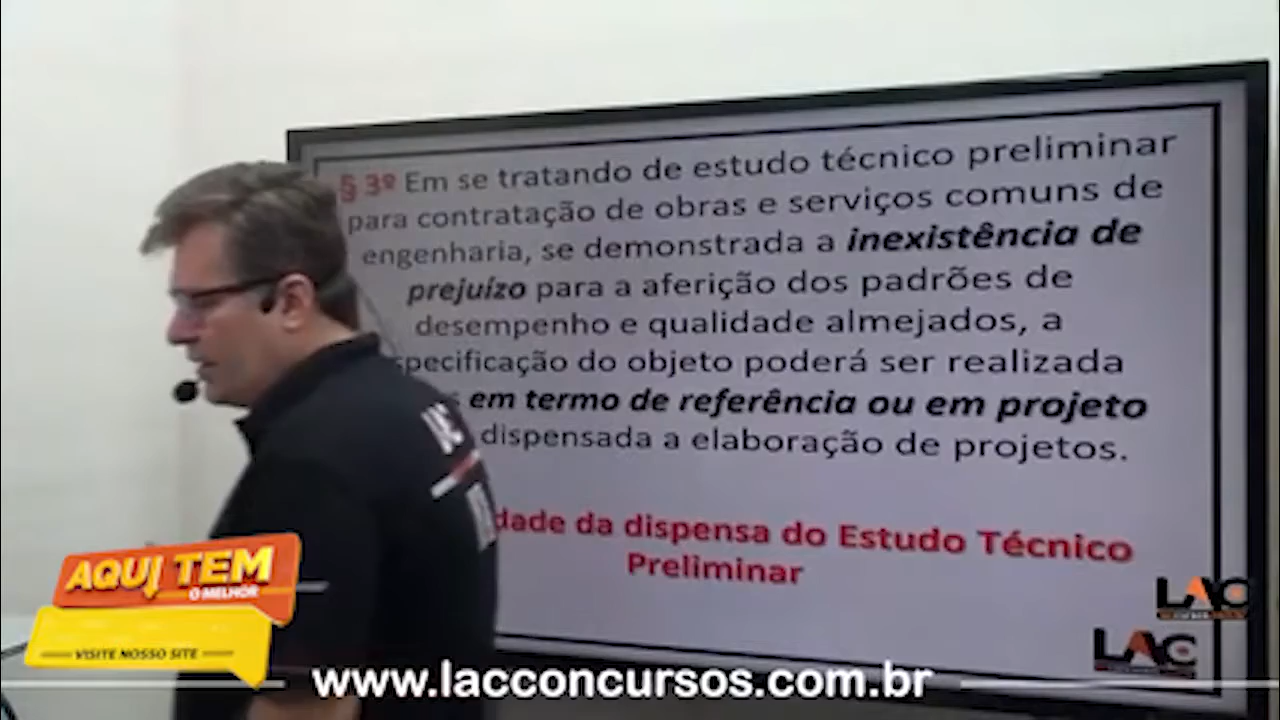 § 3º Em se tratando de estudo técnico preliminar
para contratação de obras e serviços comuns de
engenharia, se demonstrada a inexistência de
prejuízo para a aferição dos padrões de
desempenho e qualidade almejados, a
specificação do objeto poderá ser realizada
em termo de referência ou em projeto
dispensada a elaboração de projetos.
dade da dispensa do Estudo Técnico
Preliminar
LAC
LAC
AQUI TEM
O MELHOR
VISITE NOSSO SITE
www.lacconcursos.com.br